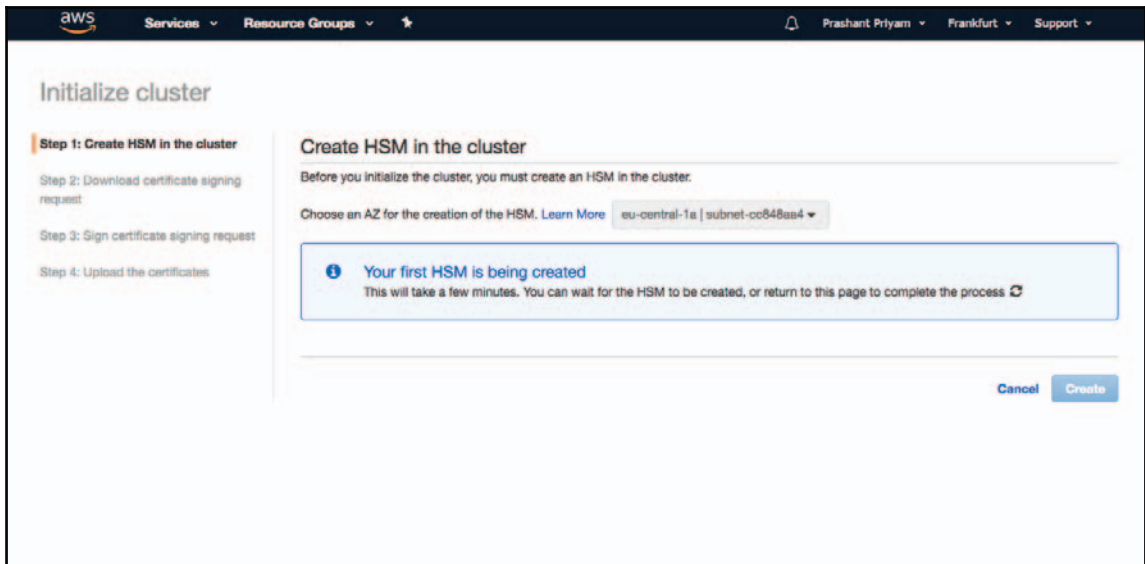 aws Services Resource Groups Prashant Priyam Frankfurt Support
Initialize cluster
Step 1: Create HSM in the cluster
Step 2: Download certificate signing
request
Step 3: Sign certificate signing request
Step 4: Upload the certificates
Create HSM in the cluster
Before you initialize the cluster, you must create an HSM in the cluster.
Choose an AZ for the creation of the HSM. Learn More eu-central-1a | subnet-cc848aa4
Your first HSM is being created
This will take a few minutes. You can wait for the HSM to be created, or return to this page to complete the process
Cancel Create